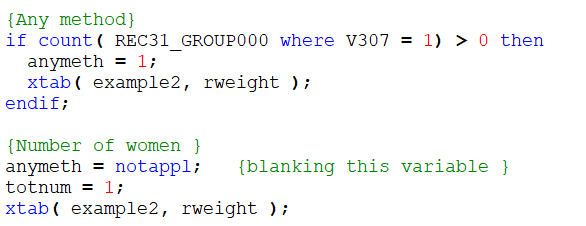 {Any method}
if count( REC31_GROUP000 where V307 = 1) > 0 then
  anymeth = 1;
  xtab( example2, rweight );
endif;

{Number of women }
anymeth = notappl;   {blanking this variable }
totnum = 1;
xtab( example2, rweight );